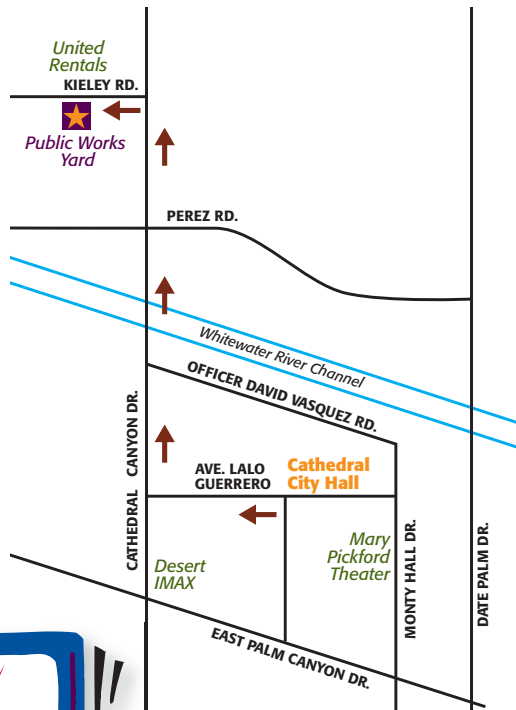 United
Rentals
KIELEY RD.
Public Works
Yard
PEREZ RD.
Whitewater River Channel
OFFICER DAVID VASQUEZ RD.
CATHEDRAL CANYON DR.
AVE. LALO
GUERRERO
Cathedral
City Hall
Desert
IMAX
Mary
Pickford
Theater
MONTY HALL DR.
DATE PALM DR.
EAST PALM CANYON DR.